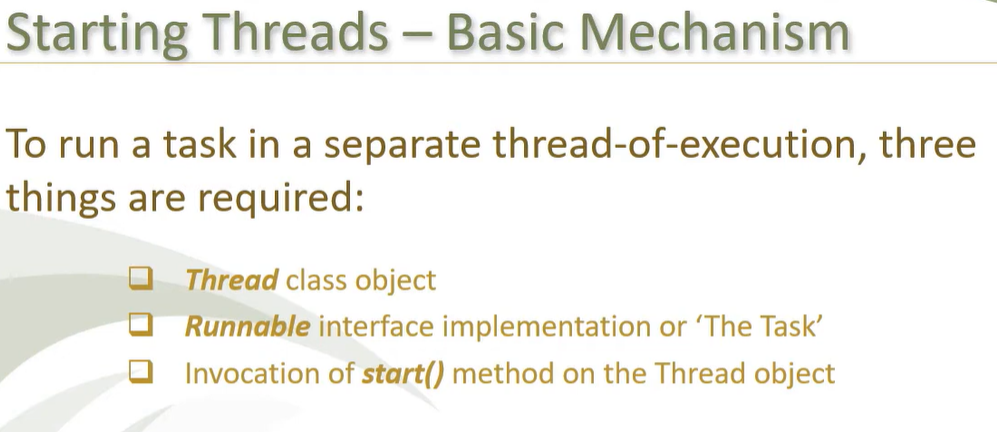 Starting Threads – Basic Mechanism
To run a task in a separate thread-of-execution, three
things are required:
❑ Thread class object
❑ Runnable interface implementation or ‘The Task’
❑ Invocation of start() method on the Thread object